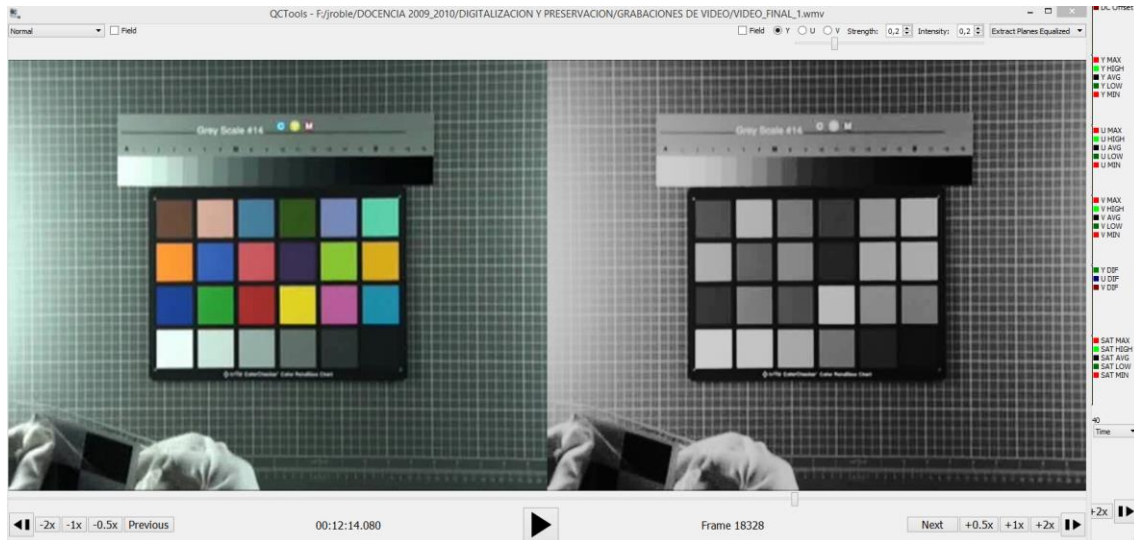 QCTools - F:/jroble/DOCENCIA 2009_2010/DIGITALIZACION Y PRESERVACION/GRABACIONES DE VIDEO/VIDEO_FINAL_1.wmv
Normal Field Field Y U V Strength: 0,2 Intensity: 0,2 Extract Planes Equalized
DC Offsets
Y MAX
Y HIGH
Y AVG
Y LOW
Y MIN
U MAX
U HIGH
U AVG
U LOW
U MIN
V MAX
V HIGH
V AVG
V LOW
V MIN
Y DIF
U DIF
V DIF
SAT MAX
SAT HIGH
SAT AVG
SAT LOW
SAT MIN
40
Time
+2x
Grey Scale #14 C Y M
Grey Scale #14
-2x -1x -0.5x Previous 00:12:14.080 Frame 18328 Next +0.5x +1x +2x